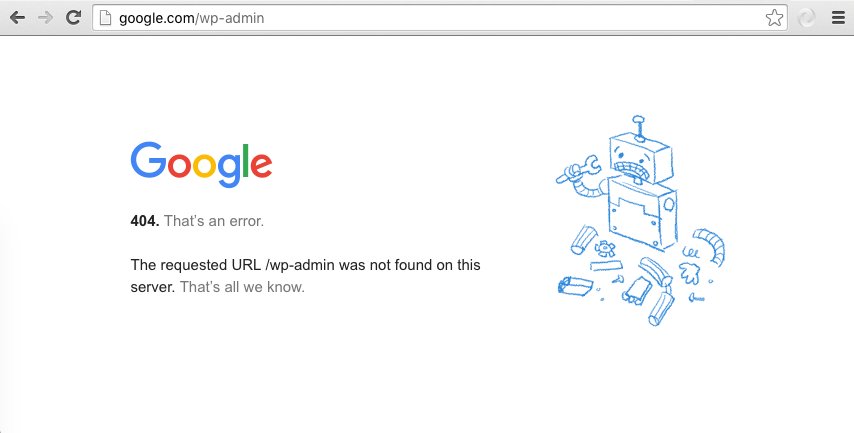 google.com/wp-admin
Google
404. That's an error.
The requested URL /wp-admin was not found on this
server. That's all we know.